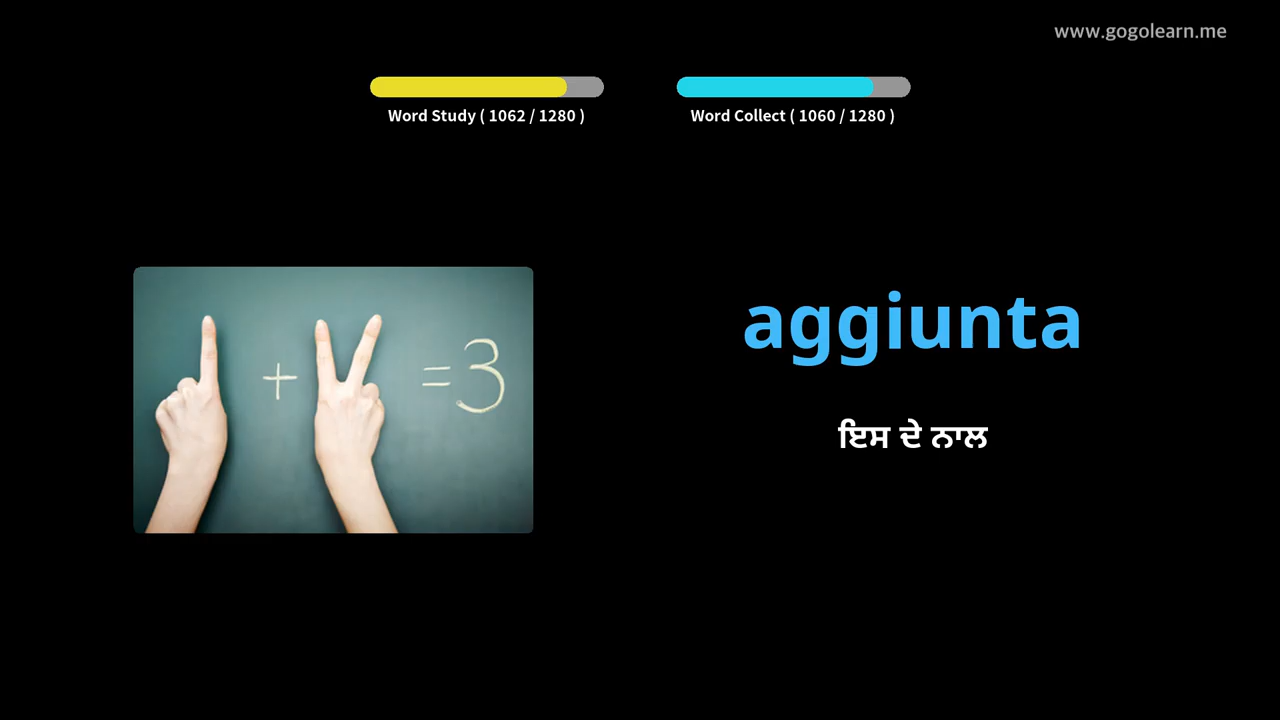 www.gogolearn.me
Word Study ( 1062 / 1280 )
Word Collect ( 1060 / 1280 )
+ = 3
aggiunta
ਇਸ ਦੇ ਨਾਲ